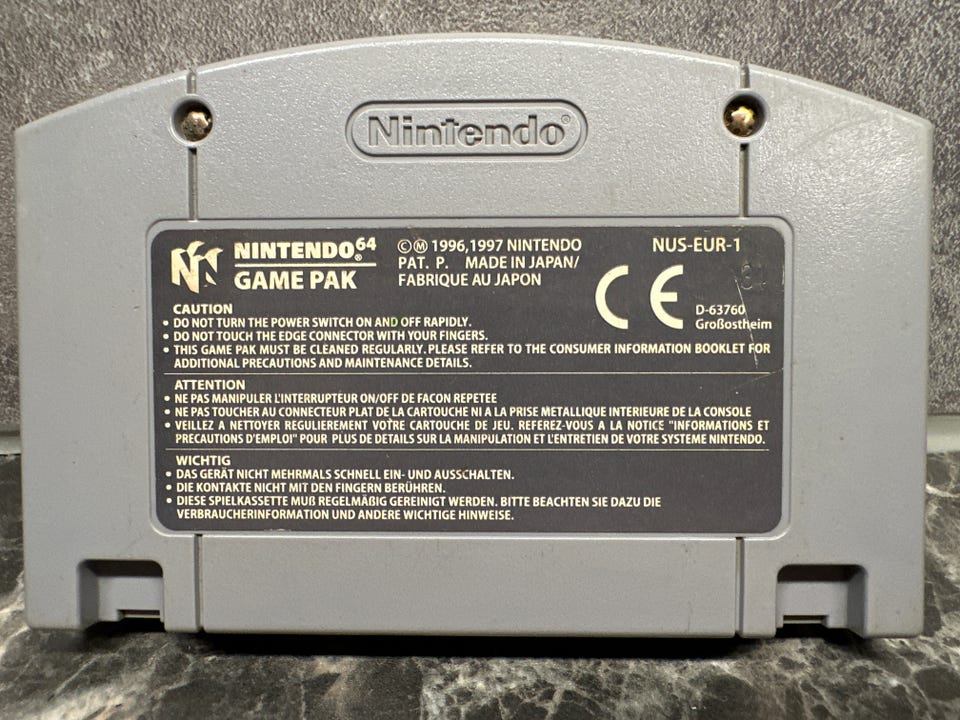 Nintendo®
NINTENDO®64
GAME PAK
©Ⓜ 1996,1997 NINTENDO
PAT. P. MADE IN JAPAN/
FABRIQUE AU JAPON
NUS-EUR-1
CE
D-63760
Großostheim
CAUTION
• DO NOT TURN THE POWER SWITCH ON AND OFF RAPIDLY.
• DO NOT TOUCH THE EDGE CONNECTOR WITH YOUR FINGERS.
• THIS GAME PAK MUST BE CLEANED REGULARLY. PLEASE REFER TO THE CONSUMER INFORMATION BOOKLET FOR
ADDITIONAL PRECAUTIONS AND MAINTENANCE DETAILS.
ATTENTION
• NE PAS MANIPULER L'INTERRUPTEUR ON/OFF DE FACON REPETEE
• NE PAS TOUCHER AU CONNECTEUR PLAT DE LA CARTOUCHE NI A LA PRISE METALLIQUE INTERIEURE DE LA CONSOLE
• VEILLEZ A NETTOYER REGULIEREMENT VOTRE CARTOUCHE DE JEU. REFEREZ-VOUS A LA NOTICE "INFORMATIONS ET
PRECAUTIONS D'EMPLOI" POUR PLUS DE DETAILS SUR LA MANIPULATION ET L'ENTRETIEN DE VOTRE SYSTEME NINTENDO.
WICHTIG
• DAS GERÄT NICHT MEHRMALS SCHNELL EIN- UND AUSSCHALTEN.
• DIE KONTAKTE NICHT MIT DEN FINGERN BERÜHREN.
• DIESE SPIELKASSETTE MUß REGELMÄßIG GEREINIGT WERDEN. BITTE BEACHTEN SIE DAZU DIE
VERBRAUCHERINFORMATION UND ANDERE WICHTIGE HINWEISE.